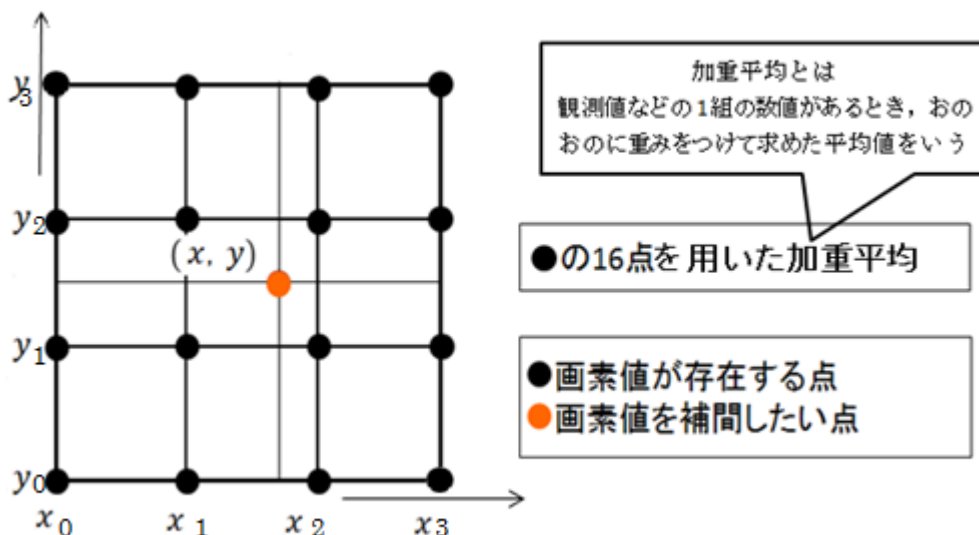 y3
加重平均とは
観測値などの1組の数値があるとき，おの
おのに重みをつけて求めた平均値をいう
y2
(x, y)
●の16点を用いた加重平均
y1
●画素値が存在する点
●画素値を補間したい点
y0
x0 x1 x2 x3